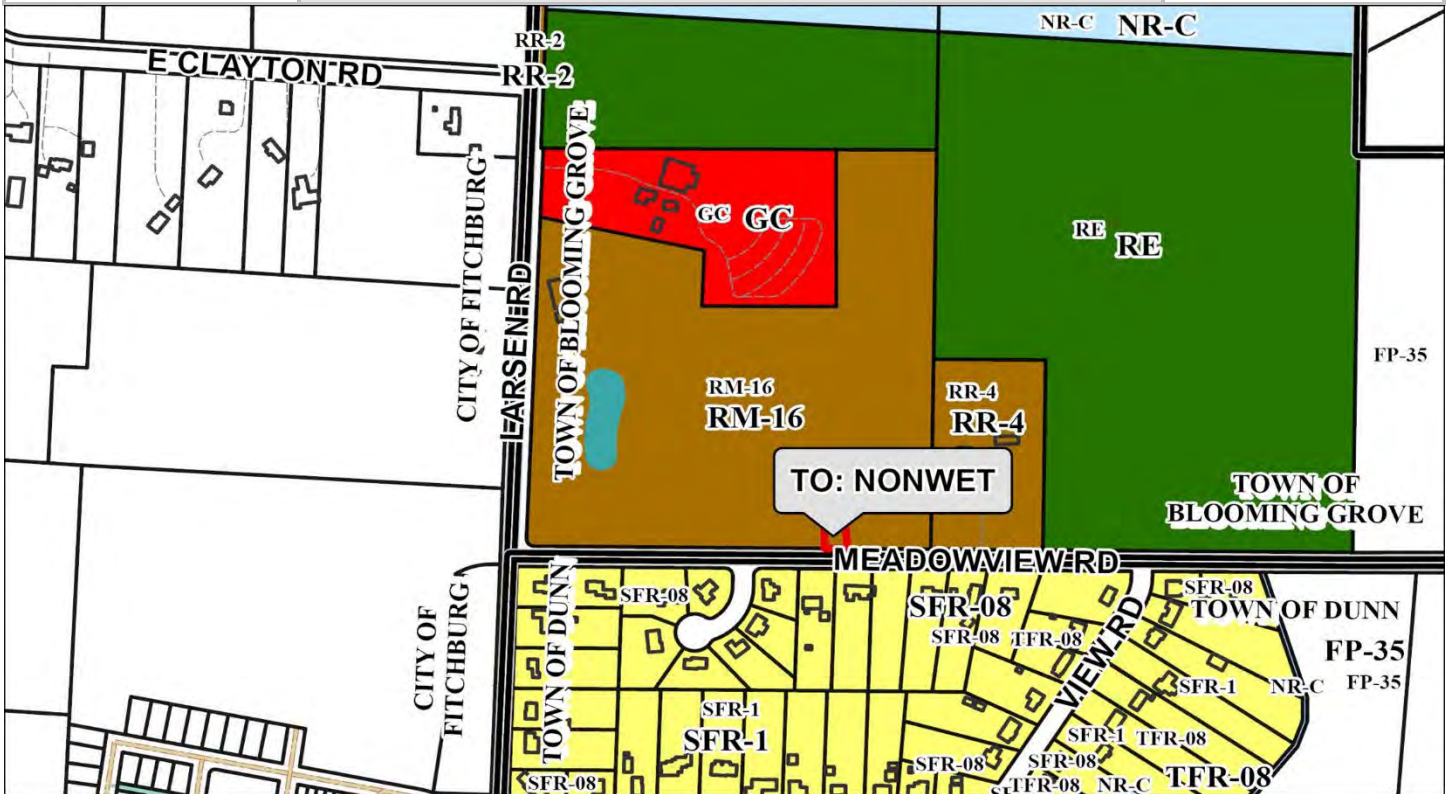 NR-C NR-C
RR-2
RR-2
E CLAYTON RD
TOWN OF BLOOMING GROVE
CITY OF FITCHBURG
LARSEN RD
GC GC
RE RE
FP-35
RM-16
RM-16
RR-4
RR-4
TO: NONWET
TOWN OF
BLOOMING GROVE
MEADOWVIEW RD
CITY OF
FITCHBURG
TOWN OF DUNN
SFR-08
SFR-08
SFR-08
TFR-08
SFR-08
TOWN OF DUNN
FP-35
FP-35
VIEW RD
SFR-1
NR-C
SFR-1
SFR-1
SFR-1
TFR-08
SFR-08
SFR-08
SFR-08
TFR-08
NR-C
TFR-08